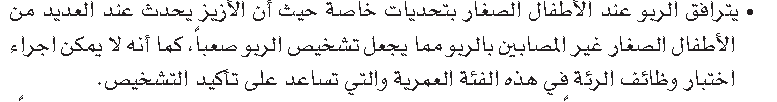 • يترافق الربو عند الأطفال الصغار بتحديات خاصة حيث أن الأزيز يحدث عند العديد من
الأطفال الصغار غير المصابين بالربو مما يجعل تشخيص الربو صعباً، كما أنه لا يمكن اجراء
اختبار وظائف الرئة في هذه الفئة العمرية والتي تساعد على تأكيد التشخيص.